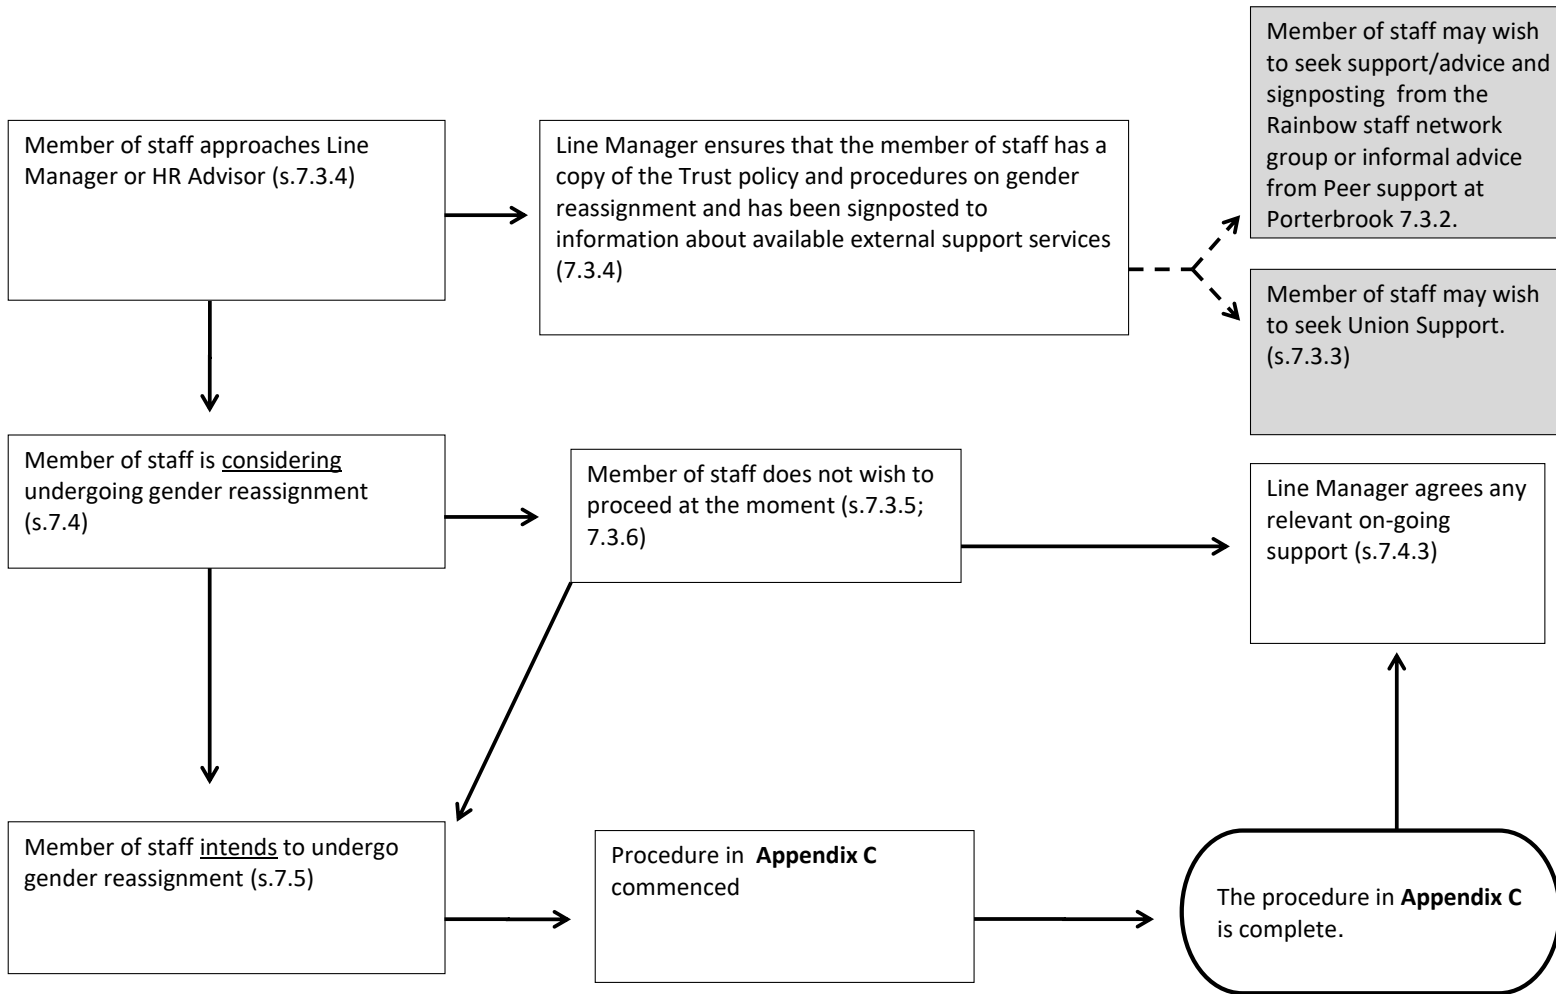 Member of staff approaches Line
Manager or HR Advisor (s.7.3.4)
Line Manager ensures that the member of staff has a
copy of the Trust policy and procedures on gender
reassignment and has been signposted to
information about available external support services
(7.3.4)
Member of staff may wish
to seek support/advice and
signposting  from the
Rainbow staff network
group or informal advice
from Peer support at
Porterbrook 7.3.2.
Member of staff may wish
to seek Union Support.
(s.7.3.3)
Member of staff is considering
undergoing gender reassignment
(s.7.4)
Member of staff does not wish to
proceed at the moment (s.7.3.5;
7.3.6)
Line Manager agrees any
relevant on-going
support (s.7.4.3)
Member of staff intends to undergo
gender reassignment (s.7.5)
Procedure in  Appendix C
commenced
The procedure in Appendix C
is complete.